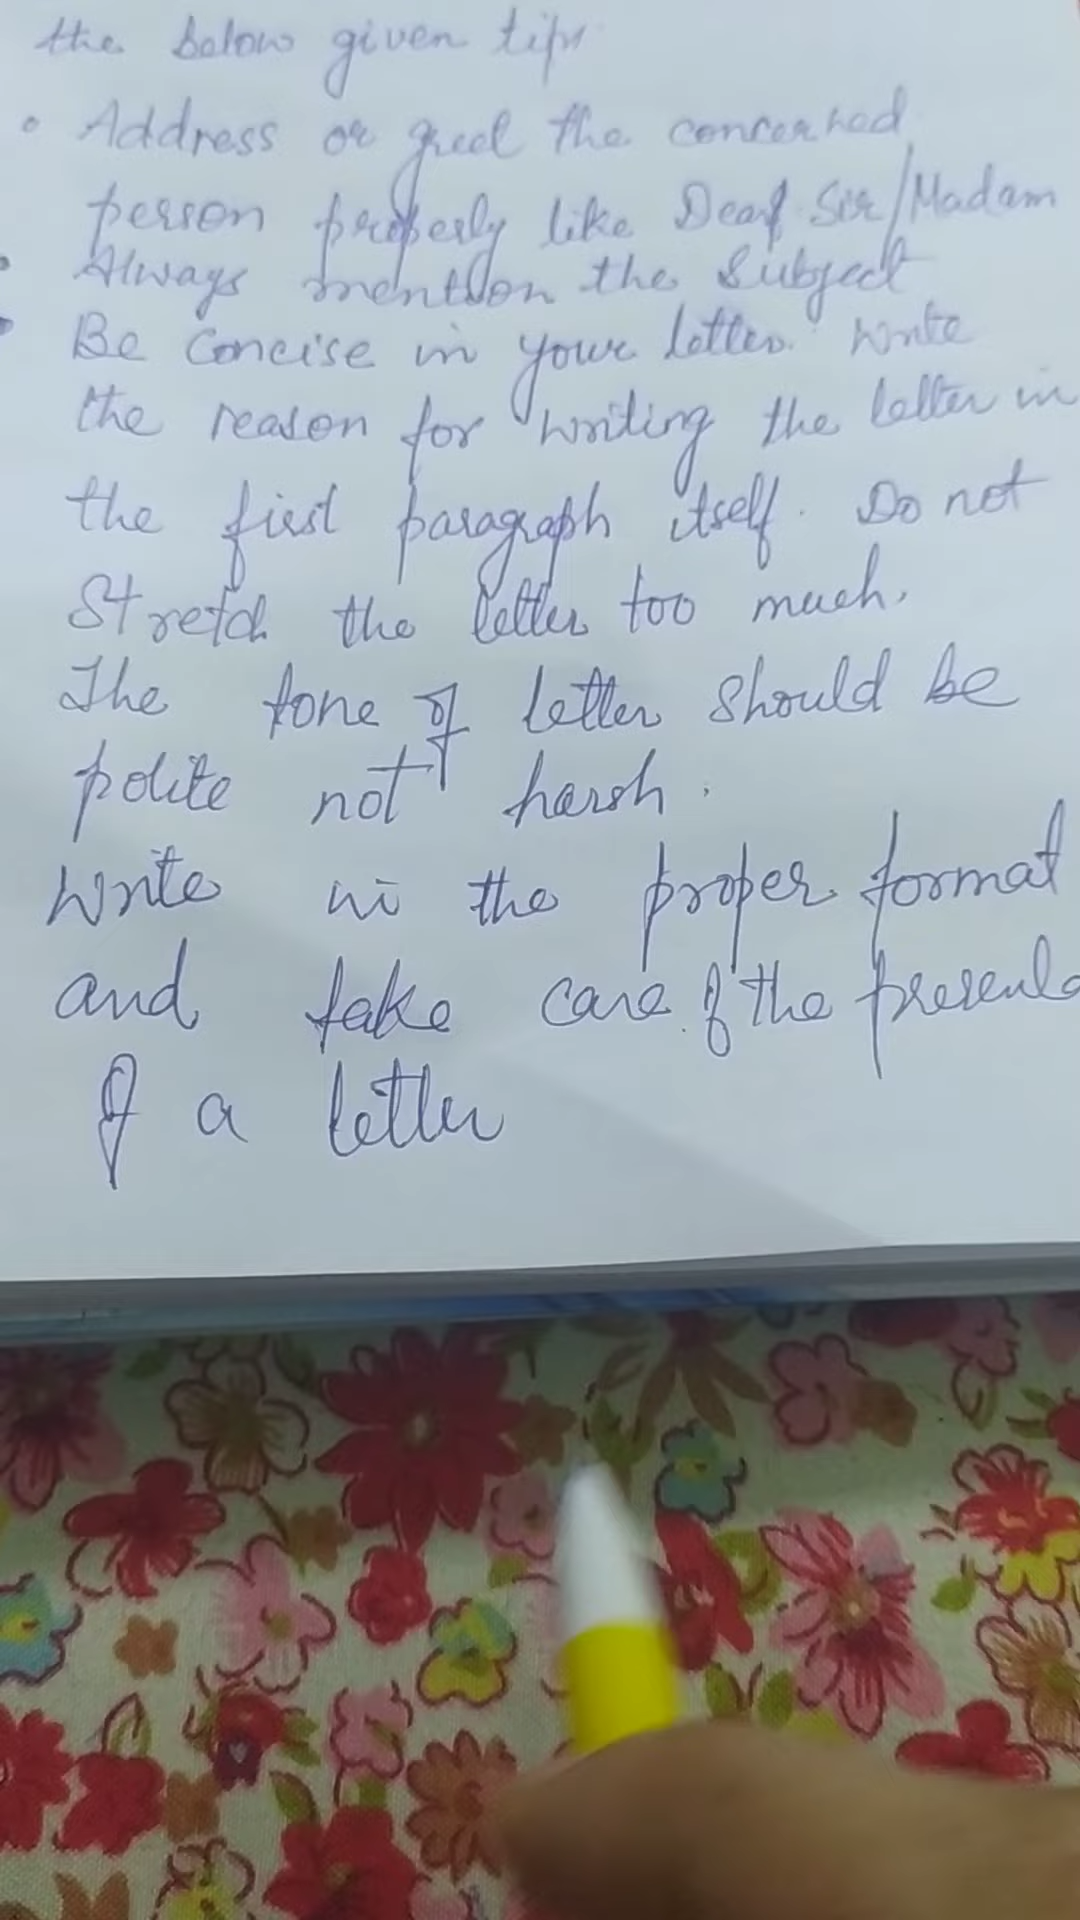 the below given tips
• Address or greet the concerned
person properly like Dear Sir/Madam
• Always mention the Subject
• Be concise in your letter. Write
the reason for writing the letter in
the first paragraph itself. Do not
Stretch the letter too much.
The tone of letter should be
polite not harsh.
Write in the proper format
and take care of the
of a letter